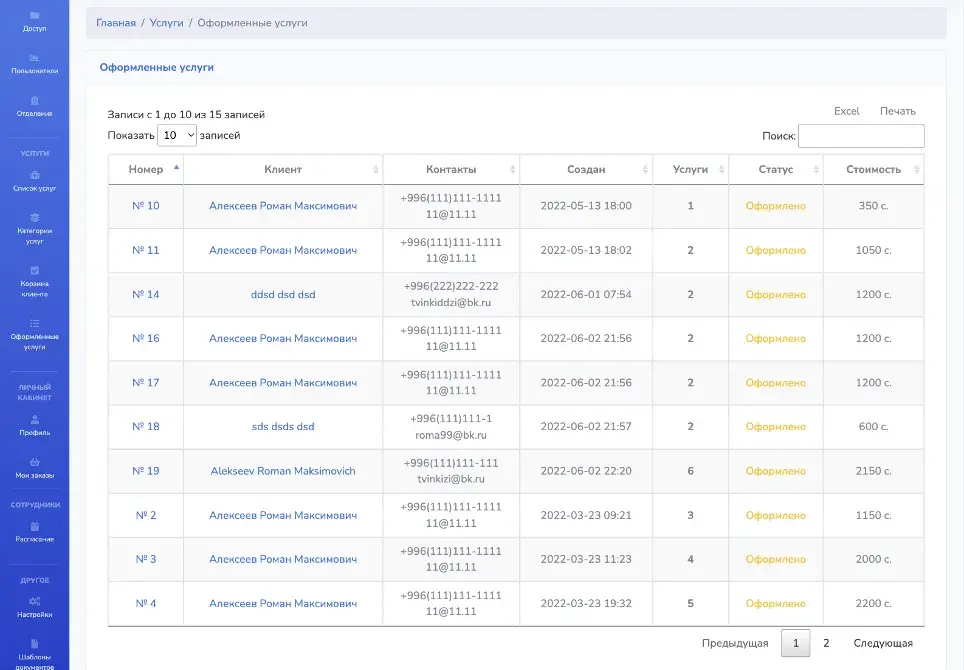 Доступ
Пользователи
Отделения
УСЛУГИ
Список услуг
Категории
услуг
Корзина
клиента
Оформленные
услуги
ЛИЧНЫЙ
КАБИНЕТ
Профиль
Мои заказы
СОТРУДНИКИ
Расписание
ДРУГОЕ
Настройки
Шаблоны
документов
Главная / Услуги / Оформленные услуги
Оформленные услуги
Записи с 1 до 10 из 15 записей
Excel Печать
Показать 10 записей
Поиск:
Номер Клиент Контакты Создан Услуги Статус Стоимость
№ 10 Алексеев Роман Максимович +996(111)111-1111 2022-05-13 18:00 1 Оформлено 350 с.
11@11.11
№ 11 Алексеев Роман Максимович +996(111)111-1111 2022-05-13 18:02 2 Оформлено 1050 с.
11@11.11
№ 14 ddsd dsd dsd +996(222)222-222 2022-06-01 07:54 2 Оформлено 1200 с.
tvinkiddzi@bk.ru
№ 16 Алексеев Роман Максимович +996(111)111-1111 2022-06-02 21:56 2 Оформлено 1200 с.
11@11.11
№ 17 Алексеев Роман Максимович +996(111)111-1111 2022-06-02 21:56 2 Оформлено 1200 с.
11@11.11
№ 18 sds dsds dsd +996(111)111-1 2022-06-02 21:57 2 Оформлено 600 с.
roma99@bk.ru
№ 19 Alekseev Roman Maksimovich +996(111)111-111 2022-06-02 22:20 6 Оформлено 2150 с.
tvinkizi@bk.ru
№ 2 Алексеев Роман Максимович +996(111)111-1111 2022-03-23 09:21 3 Оформлено 1150 с.
11@11.11
№ 3 Алексеев Роман Максимович +996(111)111-1111 2022-03-23 11:23 4 Оформлено 2000 с.
11@11.11
№ 4 Алексеев Роман Максимович +996(111)111-1111 2022-03-23 19:32 5 Оформлено 2200 с.
11@11.11
Предыдущая 1 2 Следующая